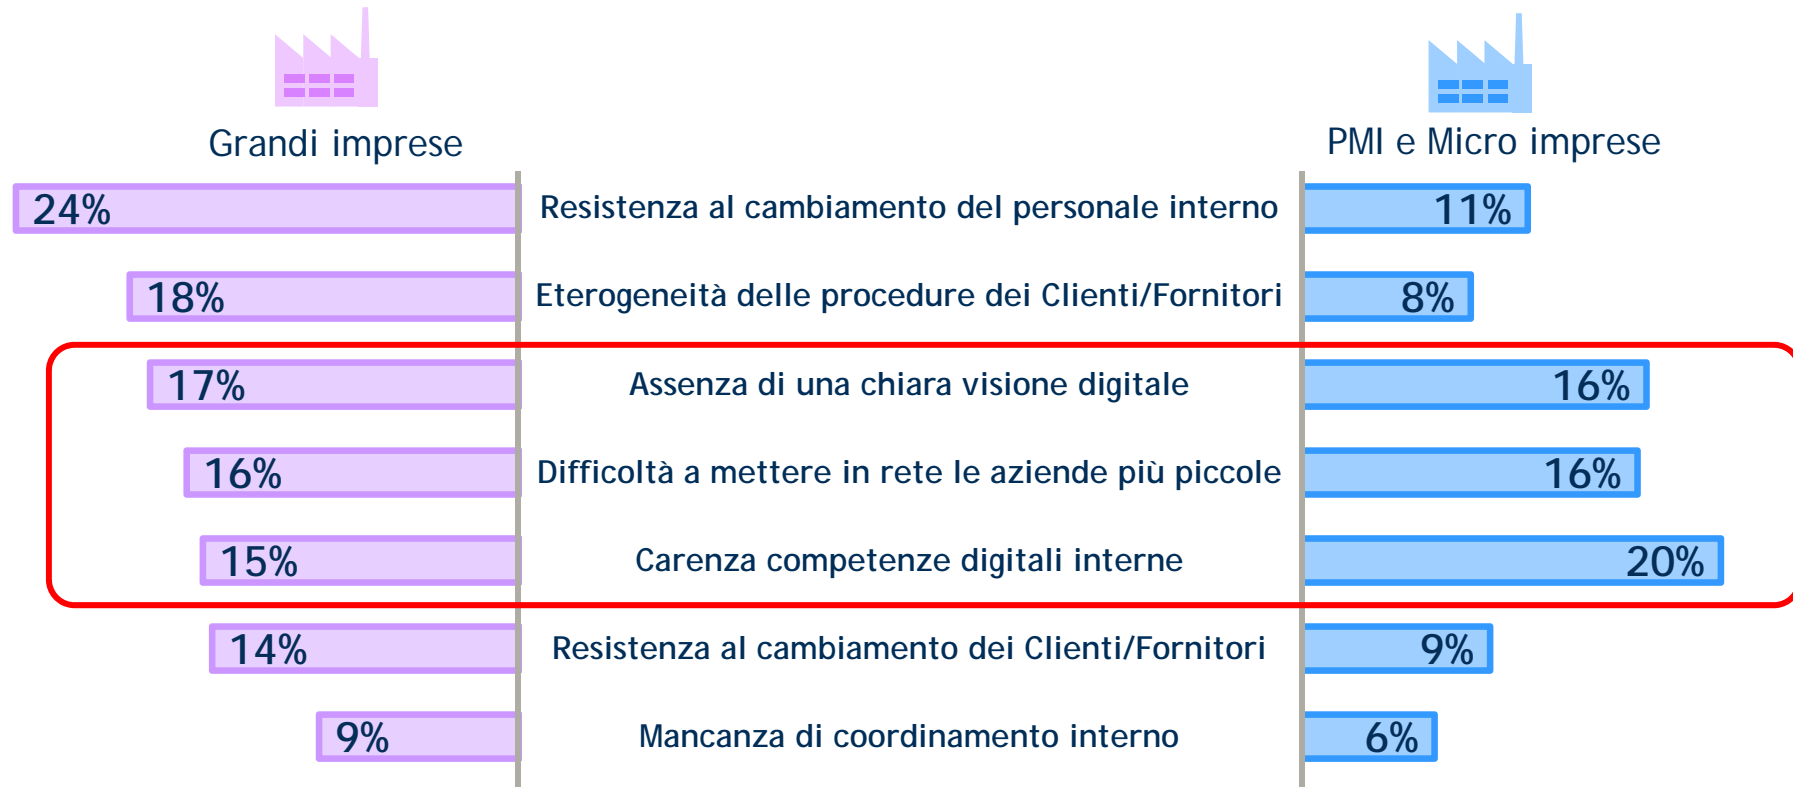 Grandi imprese
PMI e Micro imprese
24% Resistenza al cambiamento del personale interno 11%
18% Eterogeneità delle procedure dei Clienti/Fornitori 8%
17% Assenza di una chiara visione digitale 16%
16% Difficoltà a mettere in rete le aziende più piccole 16%
15% Carenza competenze digitali interne 20%
14% Resistenza al cambiamento dei Clienti/Fornitori 9%
9% Mancanza di coordinamento interno 6%